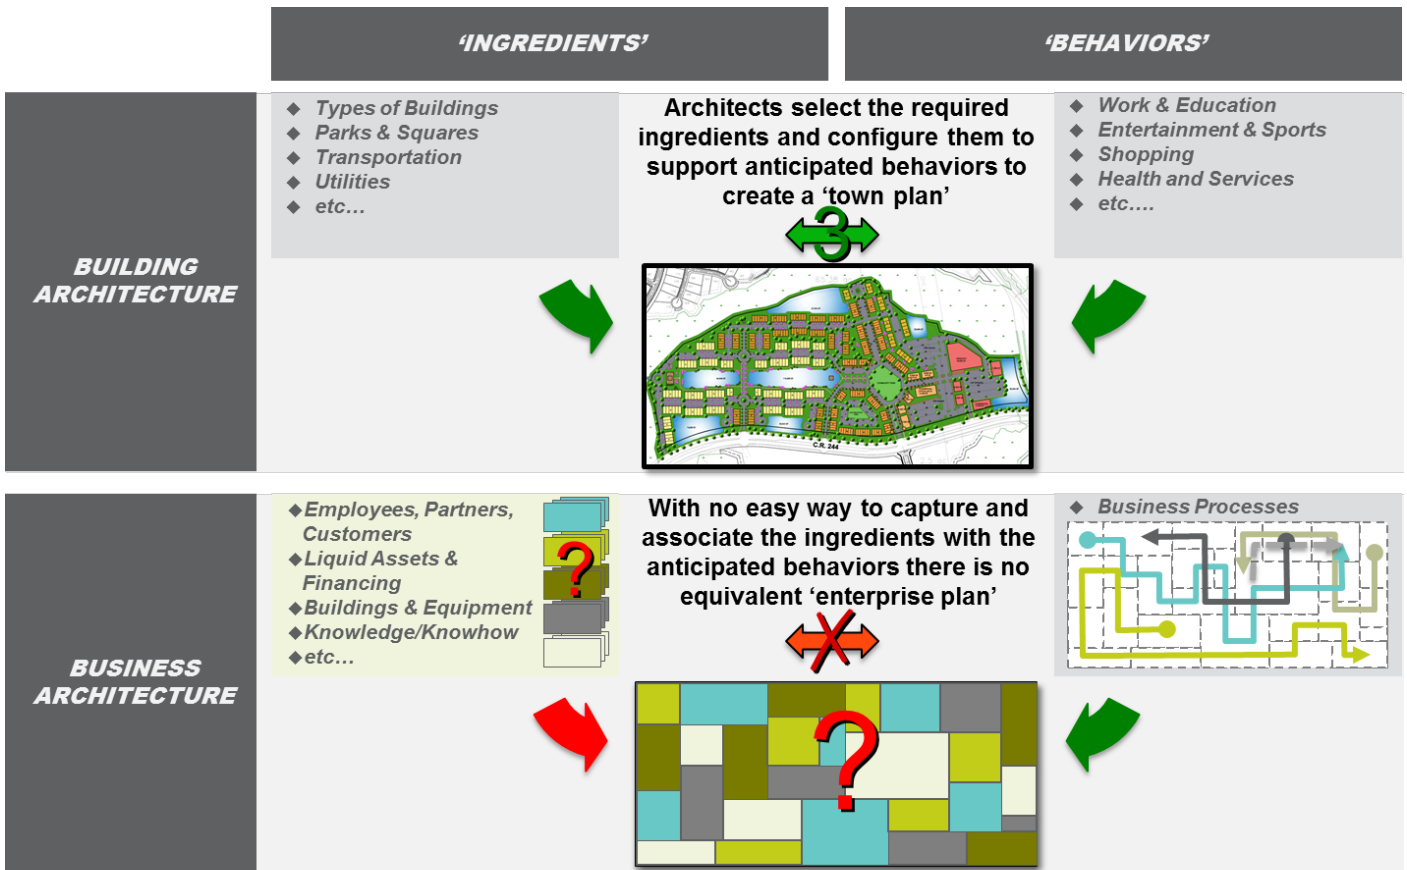 ‘INGREDIENTS’
‘BEHAVIORS’
BUILDING
ARCHITECTURE
◆ Types of Buildings
◆ Parks & Squares
◆ Transportation
◆ Utilities
◆ etc…
Architects select the required
ingredients and configure them to
support anticipated behaviors to
create a ‘town plan’
3
C.R. 244
◆ Work & Education
◆ Entertainment & Sports
◆ Shopping
◆ Health and Services
◆ etc….
BUSINESS
ARCHITECTURE
◆Employees, Partners,
Customers
◆Liquid Assets &
Financing
◆Buildings & Equipment
◆Knowledge/Knowhow
◆etc…
?
With no easy way to capture and
associate the ingredients with the
anticipated behaviors there is no
equivalent ‘enterprise plan’
X
?
◆ Business Processes